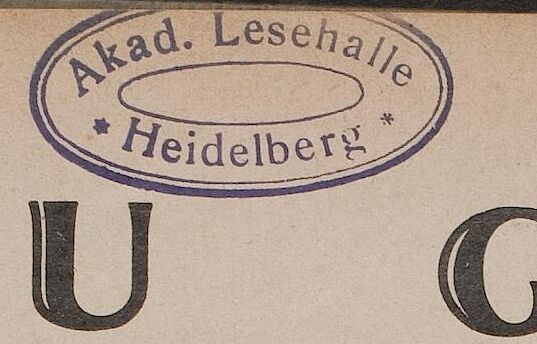 Akad. Lesehalle
* Heidelberg *
U G